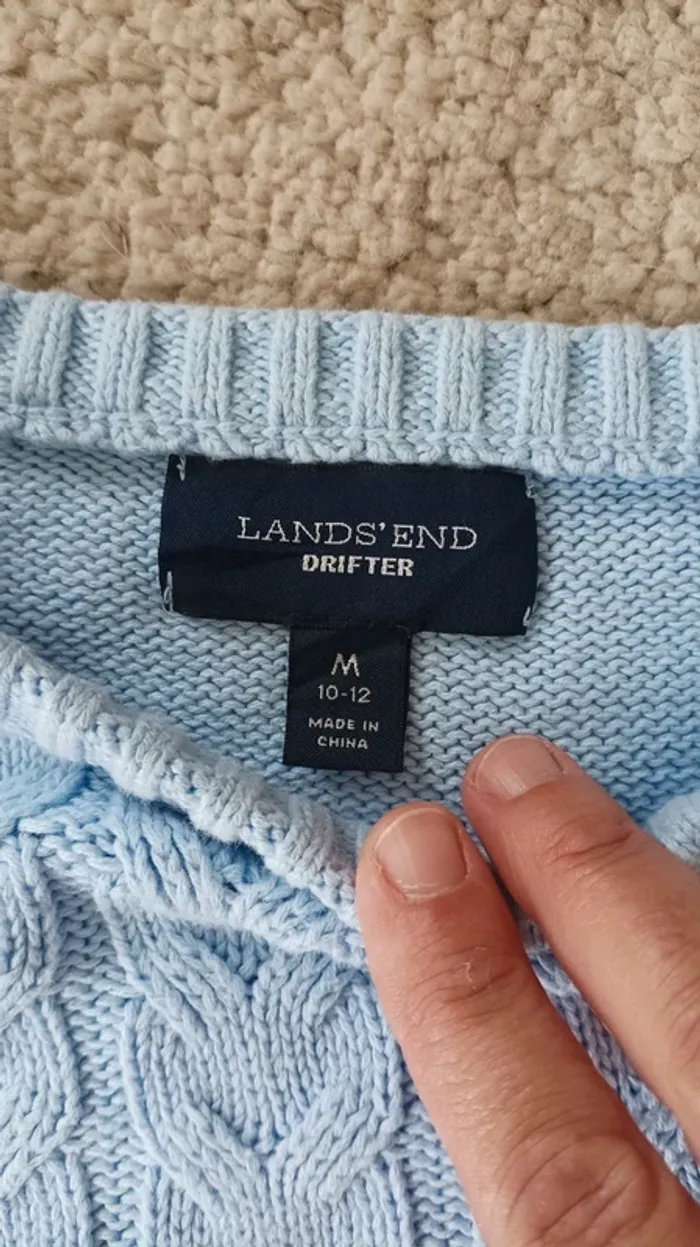 LANDS' END
DRIFTER
M
10-12
MADE IN
CHINA